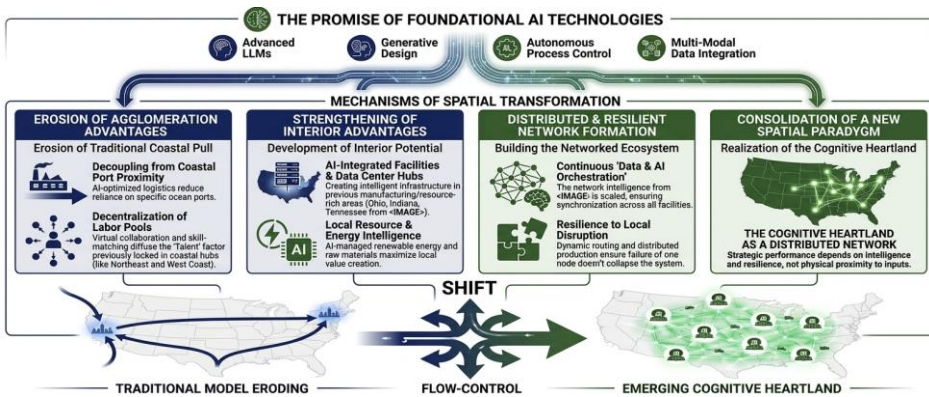 THE PROMISE OF FOUNDATIONAL AI TECHNOLOGIES
Advanced
LLMs
Generative
Design
Autonomous
Process Control
Multi-Modal
Data Integration
MECHANISMS OF SPATIAL TRANSFORMATION
EROSION OF AGGLOMERATION
ADVANTAGES
Erosion of Traditional Coastal Pull
Decoupling from Coastal
Port Proximity
AI-optimized logistics reduce
reliance on specific ocean ports.
Decentralization of
Labor Pools
Virtual collaboration and skill-
matching diffuse the 'Talent' factor
previously locked in coastal hubs
(like Northeast and West Coast).
STRENGTHENING OF
INTERIOR ADVANTAGES
Development of Interior Potential
AI-Integrated Facilities
& Data Center Hubs
Creating intelligent infrastructure in
previous manufacturing/resource-
rich areas (Ohio, Indiana,
Tennessee from <IMAGE>).
AI
Local Resource &
Energy Intelligence
AI-managed renewable energy and
raw materials maximize local
value creation.
DISTRIBUTED & RESILIENT
NETWORK FORMATION
Building the Networked Ecosystem
Continuous 'Data & AI
Orchestration'
The network intelligence from
<IMAGE> is scaled, ensuring
synchronization across all facilities.
Resilience to Local
Disruption
Dynamic routing and distributed
production ensure failure of one
node doem't collapse the system.
CONSOLIDATION OF A NEW
SPATIAL PARADYGM
Realization of the Cognitive Heartland
THE COGNITIVE HEARTLAND
AS A DISTRIBUTED NETWORK
Strategic performance depends on intelligence
and resilience, not physical proximity to inputs.
SHIFT
TRADITIONAL MODEL ERODING
FLOW-CONTROL
EMERGING COGNITIVE HEARTLAND